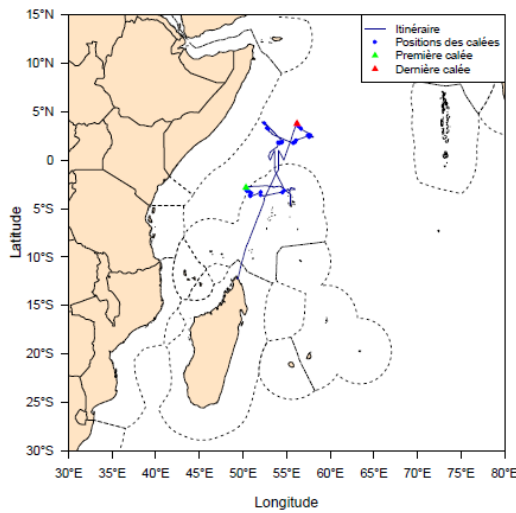 Itinéraire
Positions des calées
Première calée
Dernière calée
15°N
10°N
5°N
0
5°S
10°S
15°S
20°S
25°S
30°S
Latitude
30°E 35°E 40°E 45°E 50°E 55°E 60°E 65°E 70°E 75°E 80°E
Longitude